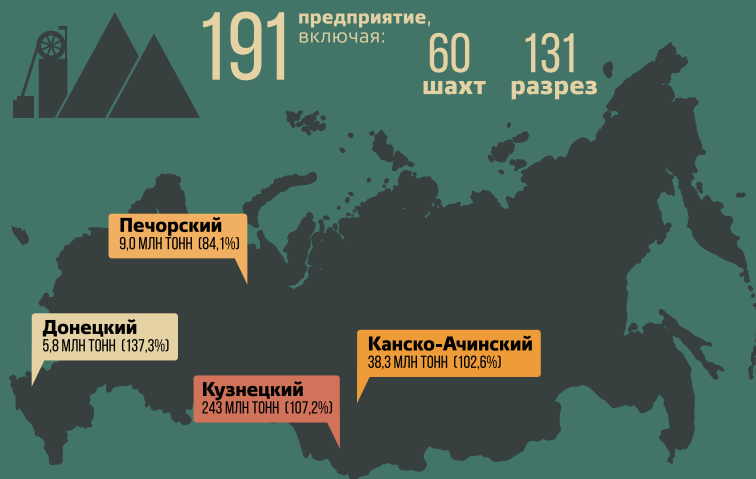 191 предприятие,
включая:
60
шахт
131
разрез
Печорский
9,0 МЛН ТОНН (84,1%)
Донецкий
5,8 МЛН ТОНН (137,3%)
Канско-Ачинский
38,3 МЛН ТОНН (102,6%)
Кузнецкий
243 МЛН ТОНН (107,2%)